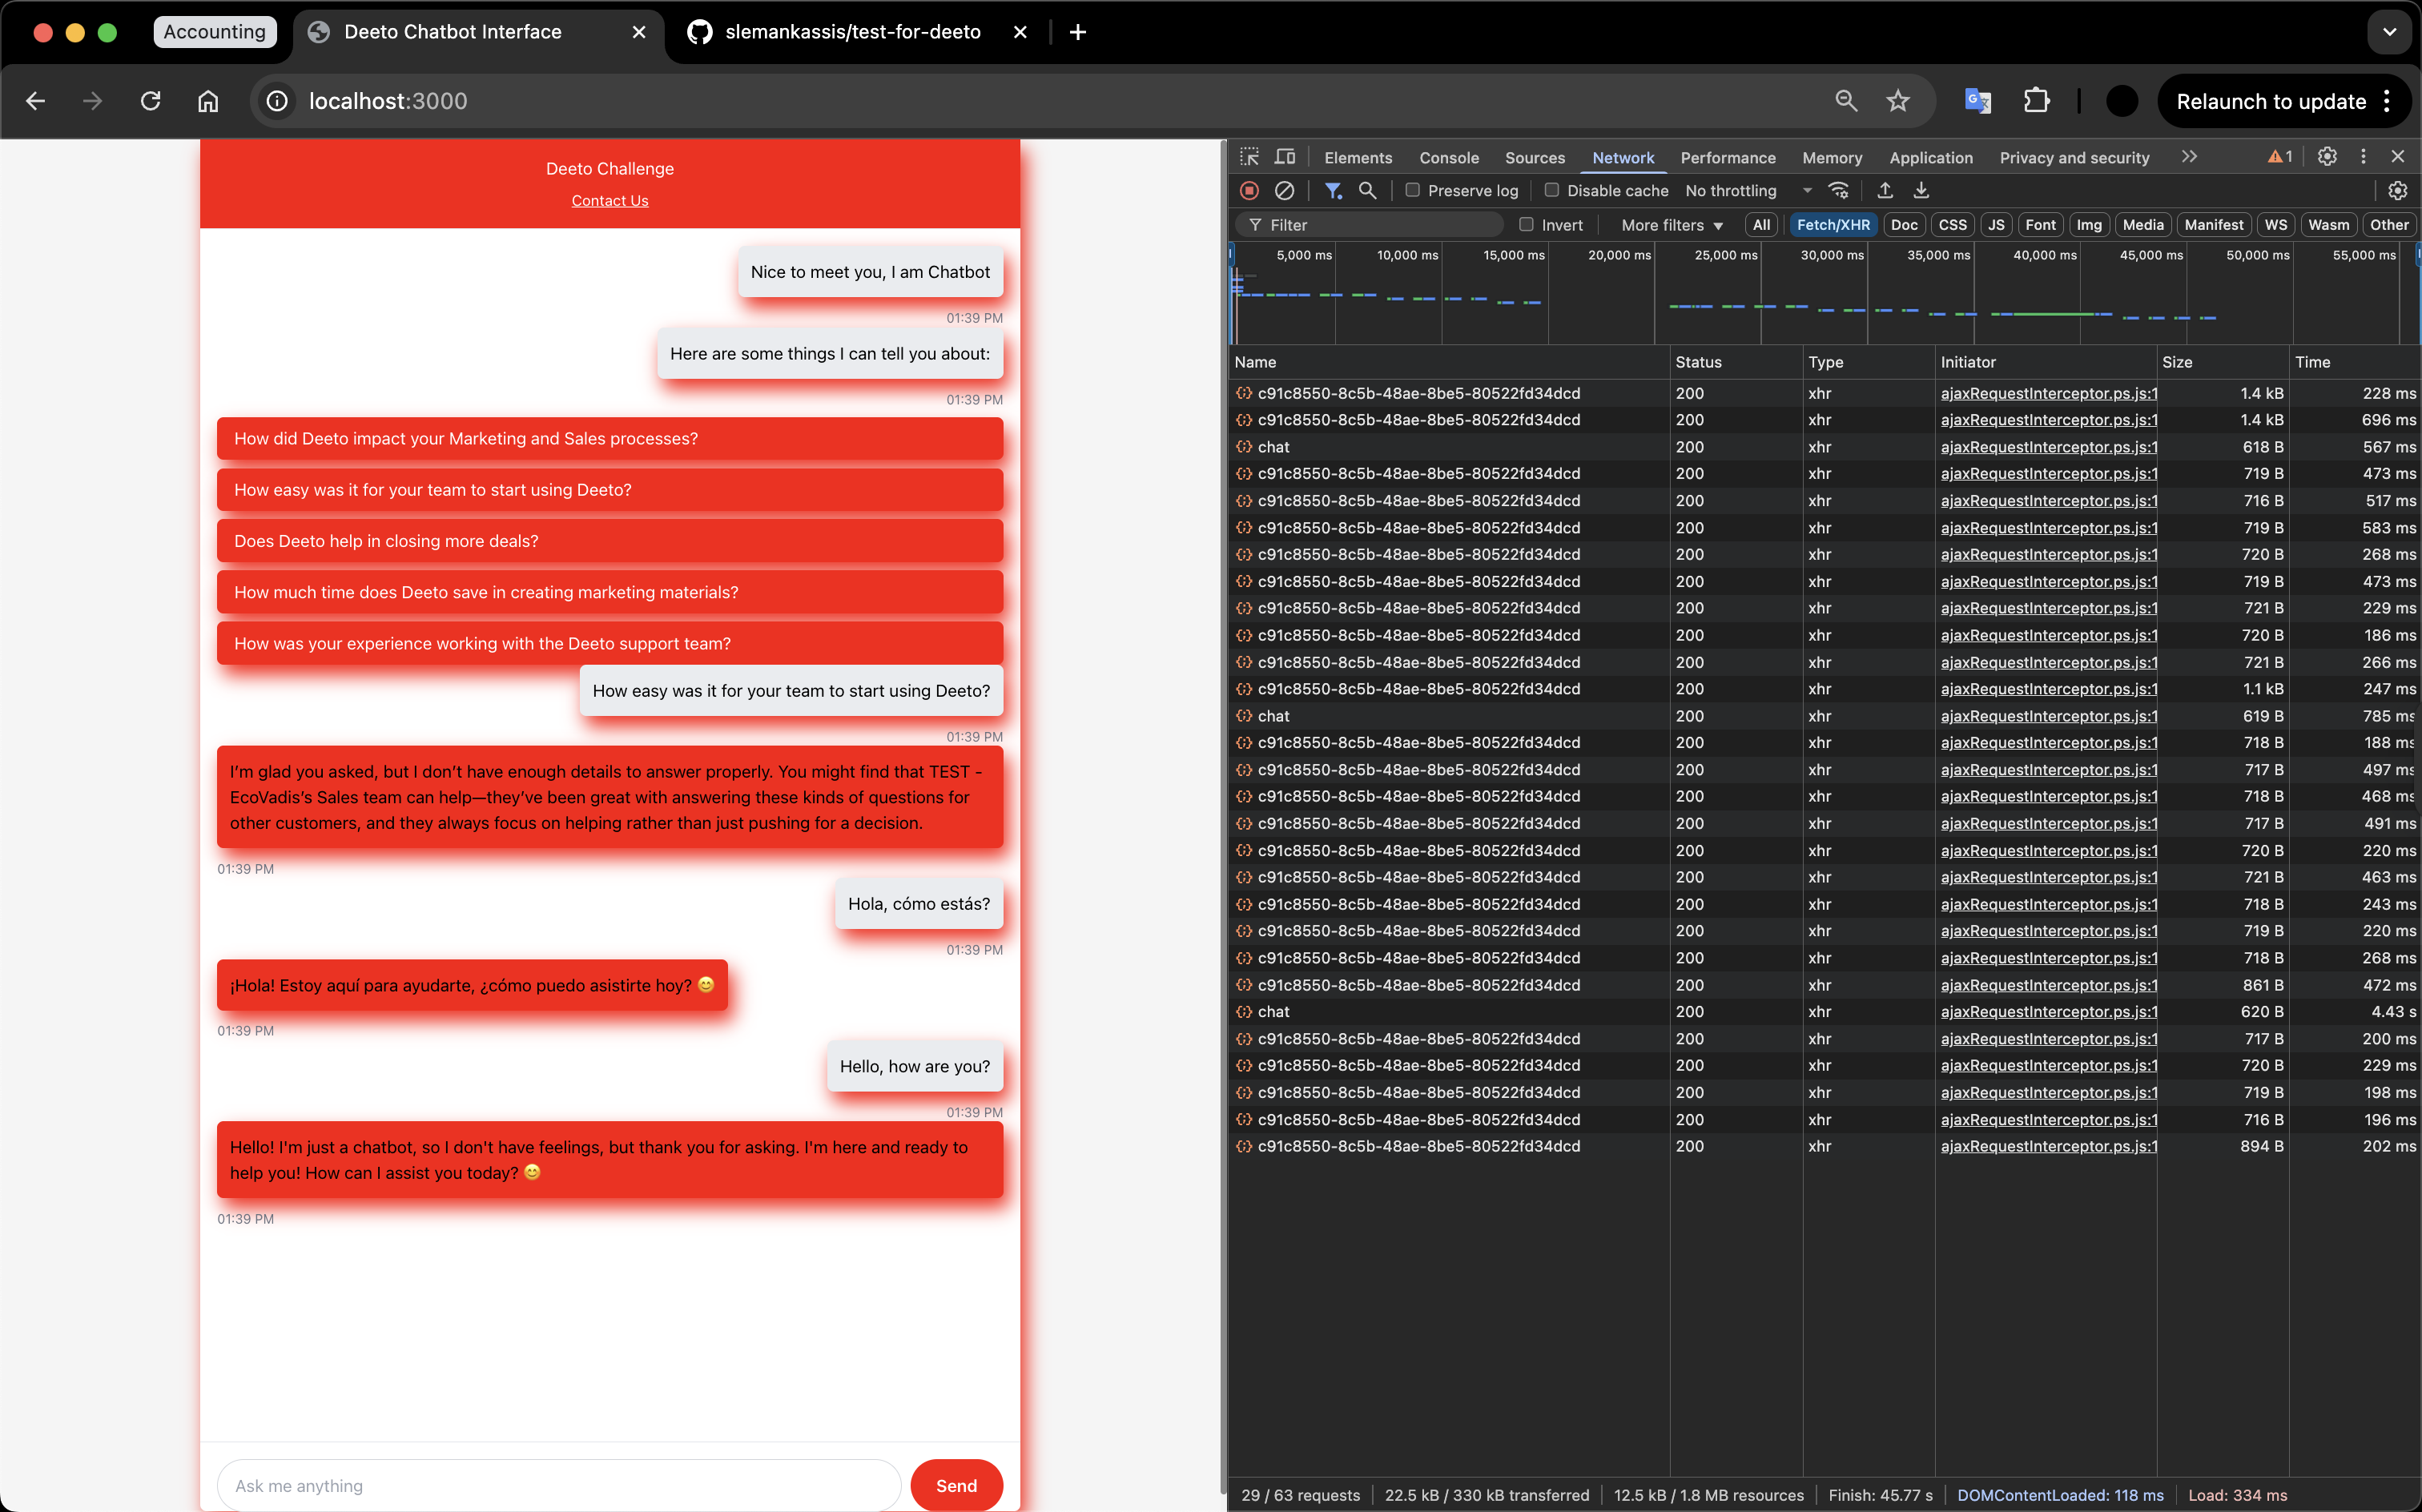 Accounting
Deeto Chatbot Interface
slemankassis/test-for-deeto
localhost:3000
Relaunch to update
Deeto Challenge
Contact Us
Nice to meet you, I am Chatbot
01:39 PM
Here are some things I can tell you about:
01:39 PM
How did Deeto impact your Marketing and Sales processes?
How easy was it for your team to start using Deeto?
Does Deeto help in closing more deals?
How much time does Deeto save in creating marketing materials?
How was your experience working with the Deeto support team?
How easy was it for your team to start using Deeto?
01:39 PM
I’m glad you asked, but I don’t have enough details to answer properly. You might find that TEST -
EcoVadis’s Sales team can help—they’ve been great with answering these kinds of questions for
other customers, and they always focus on helping rather than just pushing for a decision.
01:39 PM
Hola, cómo estás?
01:39 PM
¡Hola! Estoy aquí para ayudarte, ¿cómo puedo asistirte hoy? 😊
01:39 PM
Hello, how are you?
01:39 PM
Hello! I'm just a chatbot, so I don't have feelings, but thank you for asking. I'm here and ready to
help you! How can I assist you today? 😊
01:39 PM
Ask me anything
Send
Elements Console Sources Network Performance Memory Application Privacy and security 1
Preserve log Disable cache No throttling
Filter Invert More filters All Fetch/XHR Doc CSS JS Font Img Media Manifest WS Wasm Other
5,000 ms 10,000 ms 15,000 ms 20,000 ms 25,000 ms 30,000 ms 35,000 ms 40,000 ms 45,000 ms 50,000 ms 55,000 ms
Name Status Type Initiator Size Time
c91c8550-8c5b-48ae-8be5-80522fd34dcd 200 xhr ajaxRequestInterceptor.ps.js:1 1.4 kB 228 ms
c91c8550-8c5b-48ae-8be5-80522fd34dcd 200 xhr ajaxRequestInterceptor.ps.js:1 1.4 kB 696 ms
chat 200 xhr ajaxRequestInterceptor.ps.js:1 618 B 567 ms
c91c8550-8c5b-48ae-8be5-80522fd34dcd 200 xhr ajaxRequestInterceptor.ps.js:1 719 B 473 ms
c91c8550-8c5b-48ae-8be5-80522fd34dcd 200 xhr ajaxRequestInterceptor.ps.js:1 716 B 517 ms
c91c8550-8c5b-48ae-8be5-80522fd34dcd 200 xhr ajaxRequestInterceptor.ps.js:1 719 B 583 ms
c91c8550-8c5b-48ae-8be5-80522fd34dcd 200 xhr ajaxRequestInterceptor.ps.js:1 720 B 268 ms
c91c8550-8c5b-48ae-8be5-80522fd34dcd 200 xhr ajaxRequestInterceptor.ps.js:1 719 B 473 ms
c91c8550-8c5b-48ae-8be5-80522fd34dcd 200 xhr ajaxRequestInterceptor.ps.js:1 721 B 229 ms
c91c8550-8c5b-48ae-8be5-80522fd34dcd 200 xhr ajaxRequestInterceptor.ps.js:1 720 B 186 ms
c91c8550-8c5b-48ae-8be5-80522fd34dcd 200 xhr ajaxRequestInterceptor.ps.js:1 721 B 266 ms
c91c8550-8c5b-48ae-8be5-80522fd34dcd 200 xhr ajaxRequestInterceptor.ps.js:1 1.1 kB 247 ms
chat 200 xhr ajaxRequestInterceptor.ps.js:1 619 B 785 ms
c91c8550-8c5b-48ae-8be5-80522fd34dcd 200 xhr ajaxRequestInterceptor.ps.js:1 718 B 188 ms
c91c8550-8c5b-48ae-8be5-80522fd34dcd 200 xhr ajaxRequestInterceptor.ps.js:1 717 B 497 ms
c91c8550-8c5b-48ae-8be5-80522fd34dcd 200 xhr ajaxRequestInterceptor.ps.js:1 718 B 468 ms
c91c8550-8c5b-48ae-8be5-80522fd34dcd 200 xhr ajaxRequestInterceptor.ps.js:1 717 B 491 ms
c91c8550-8c5b-48ae-8be5-80522fd34dcd 200 xhr ajaxRequestInterceptor.ps.js:1 720 B 220 ms
c91c8550-8c5b-48ae-8be5-80522fd34dcd 200 xhr ajaxRequestInterceptor.ps.js:1 721 B 463 ms
c91c8550-8c5b-48ae-8be5-80522fd34dcd 200 xhr ajaxRequestInterceptor.ps.js:1 718 B 243 ms
c91c8550-8c5b-48ae-8be5-80522fd34dcd 200 xhr ajaxRequestInterceptor.ps.js:1 719 B 220 ms
c91c8550-8c5b-48ae-8be5-80522fd34dcd 200 xhr ajaxRequestInterceptor.ps.js:1 718 B 268 ms
c91c8550-8c5b-48ae-8be5-80522fd34dcd 200 xhr ajaxRequestInterceptor.ps.js:1 861 B 472 ms
chat 200 xhr ajaxRequestInterceptor.ps.js:1 620 B 4.43 s
c91c8550-8c5b-48ae-8be5-80522fd34dcd 200 xhr ajaxRequestInterceptor.ps.js:1 717 B 200 ms
c91c8550-8c5b-48ae-8be5-80522fd34dcd 200 xhr ajaxRequestInterceptor.ps.js:1 720 B 229 ms
c91c8550-8c5b-48ae-8be5-80522fd34dcd 200 xhr ajaxRequestInterceptor.ps.js:1 719 B 198 ms
c91c8550-8c5b-48ae-8be5-80522fd34dcd 200 xhr ajaxRequestInterceptor.ps.js:1 716 B 196 ms
c91c8550-8c5b-48ae-8be5-80522fd34dcd 200 xhr ajaxRequestInterceptor.ps.js:1 894 B 202 ms
29 / 63 requests 22.5 kB / 330 kB transferred 12.5 kB / 1.8 MB resources Finish: 45.77 s DOMContentLoaded: 118 ms Load: 334 ms